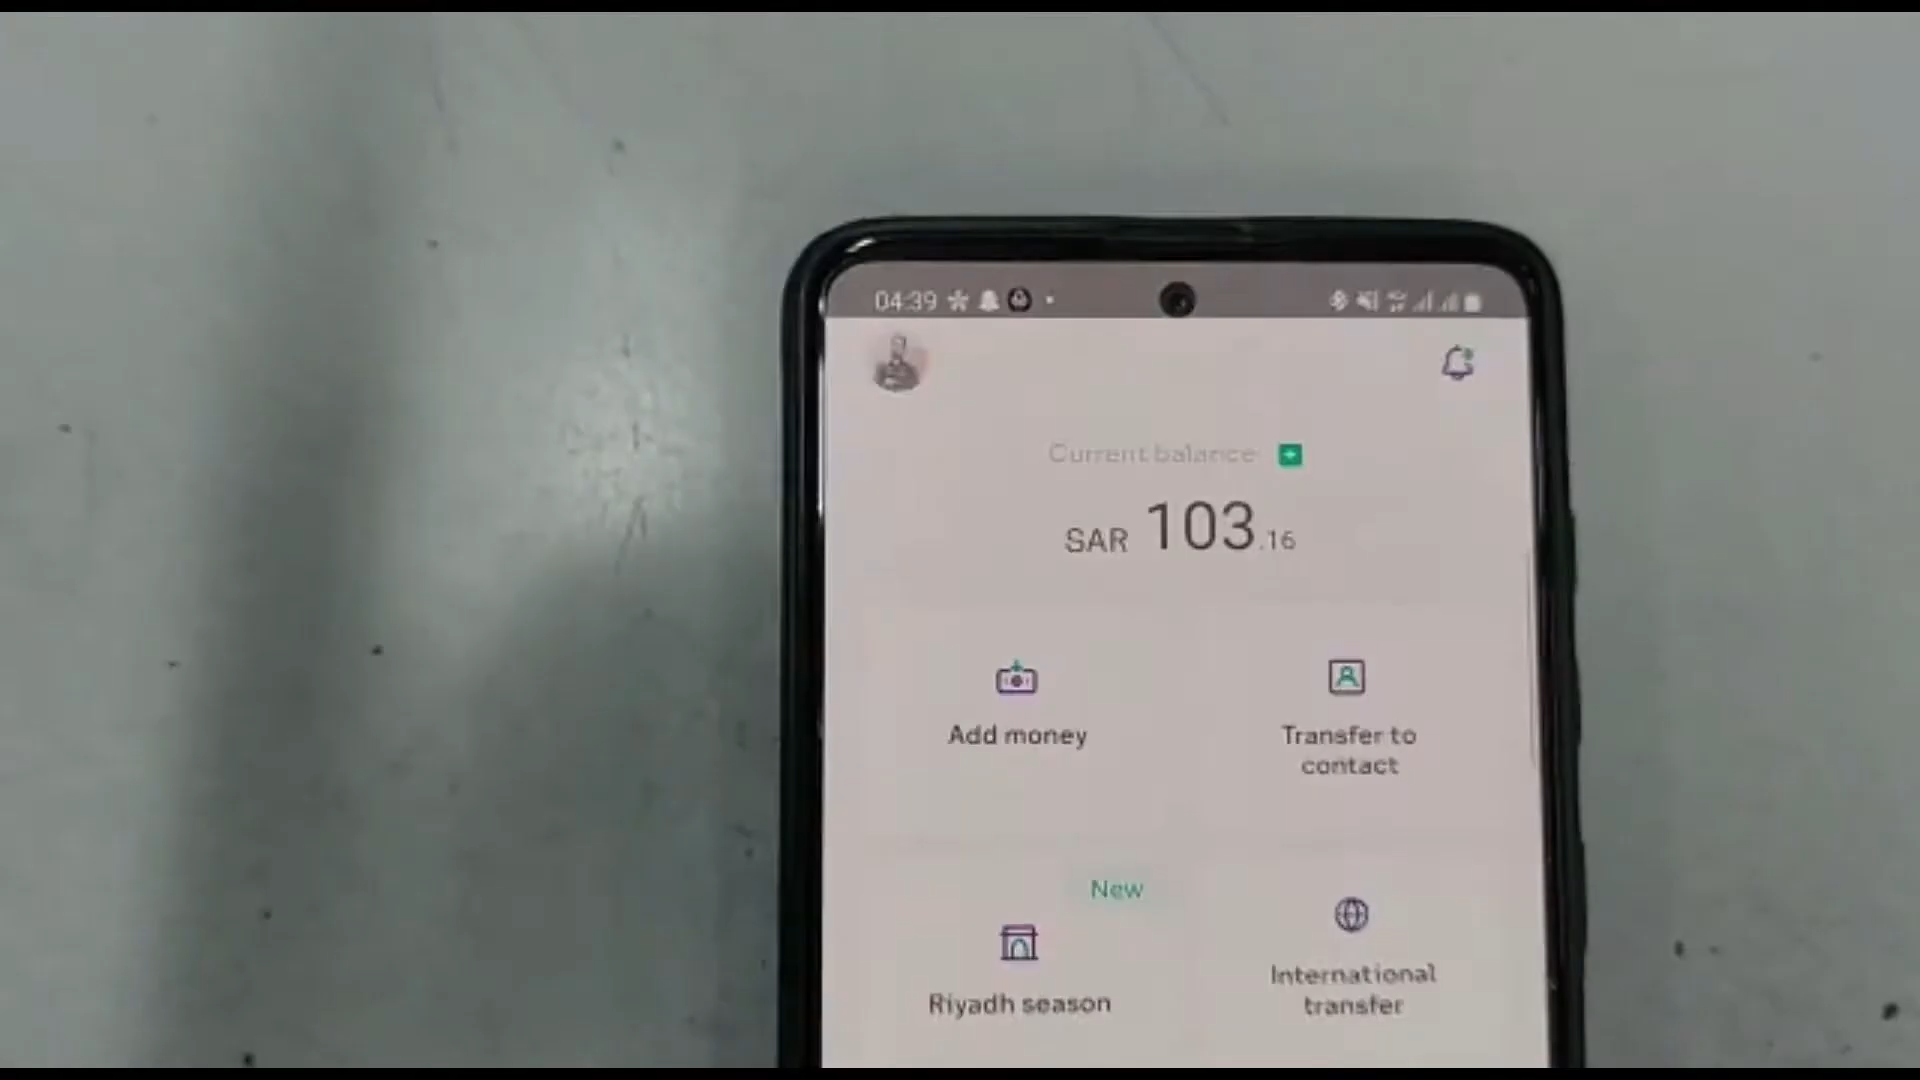 04:39
Current balance
SAR 103.16
Add money
Transfer to
contact
New
Riyadh season
International
transfer